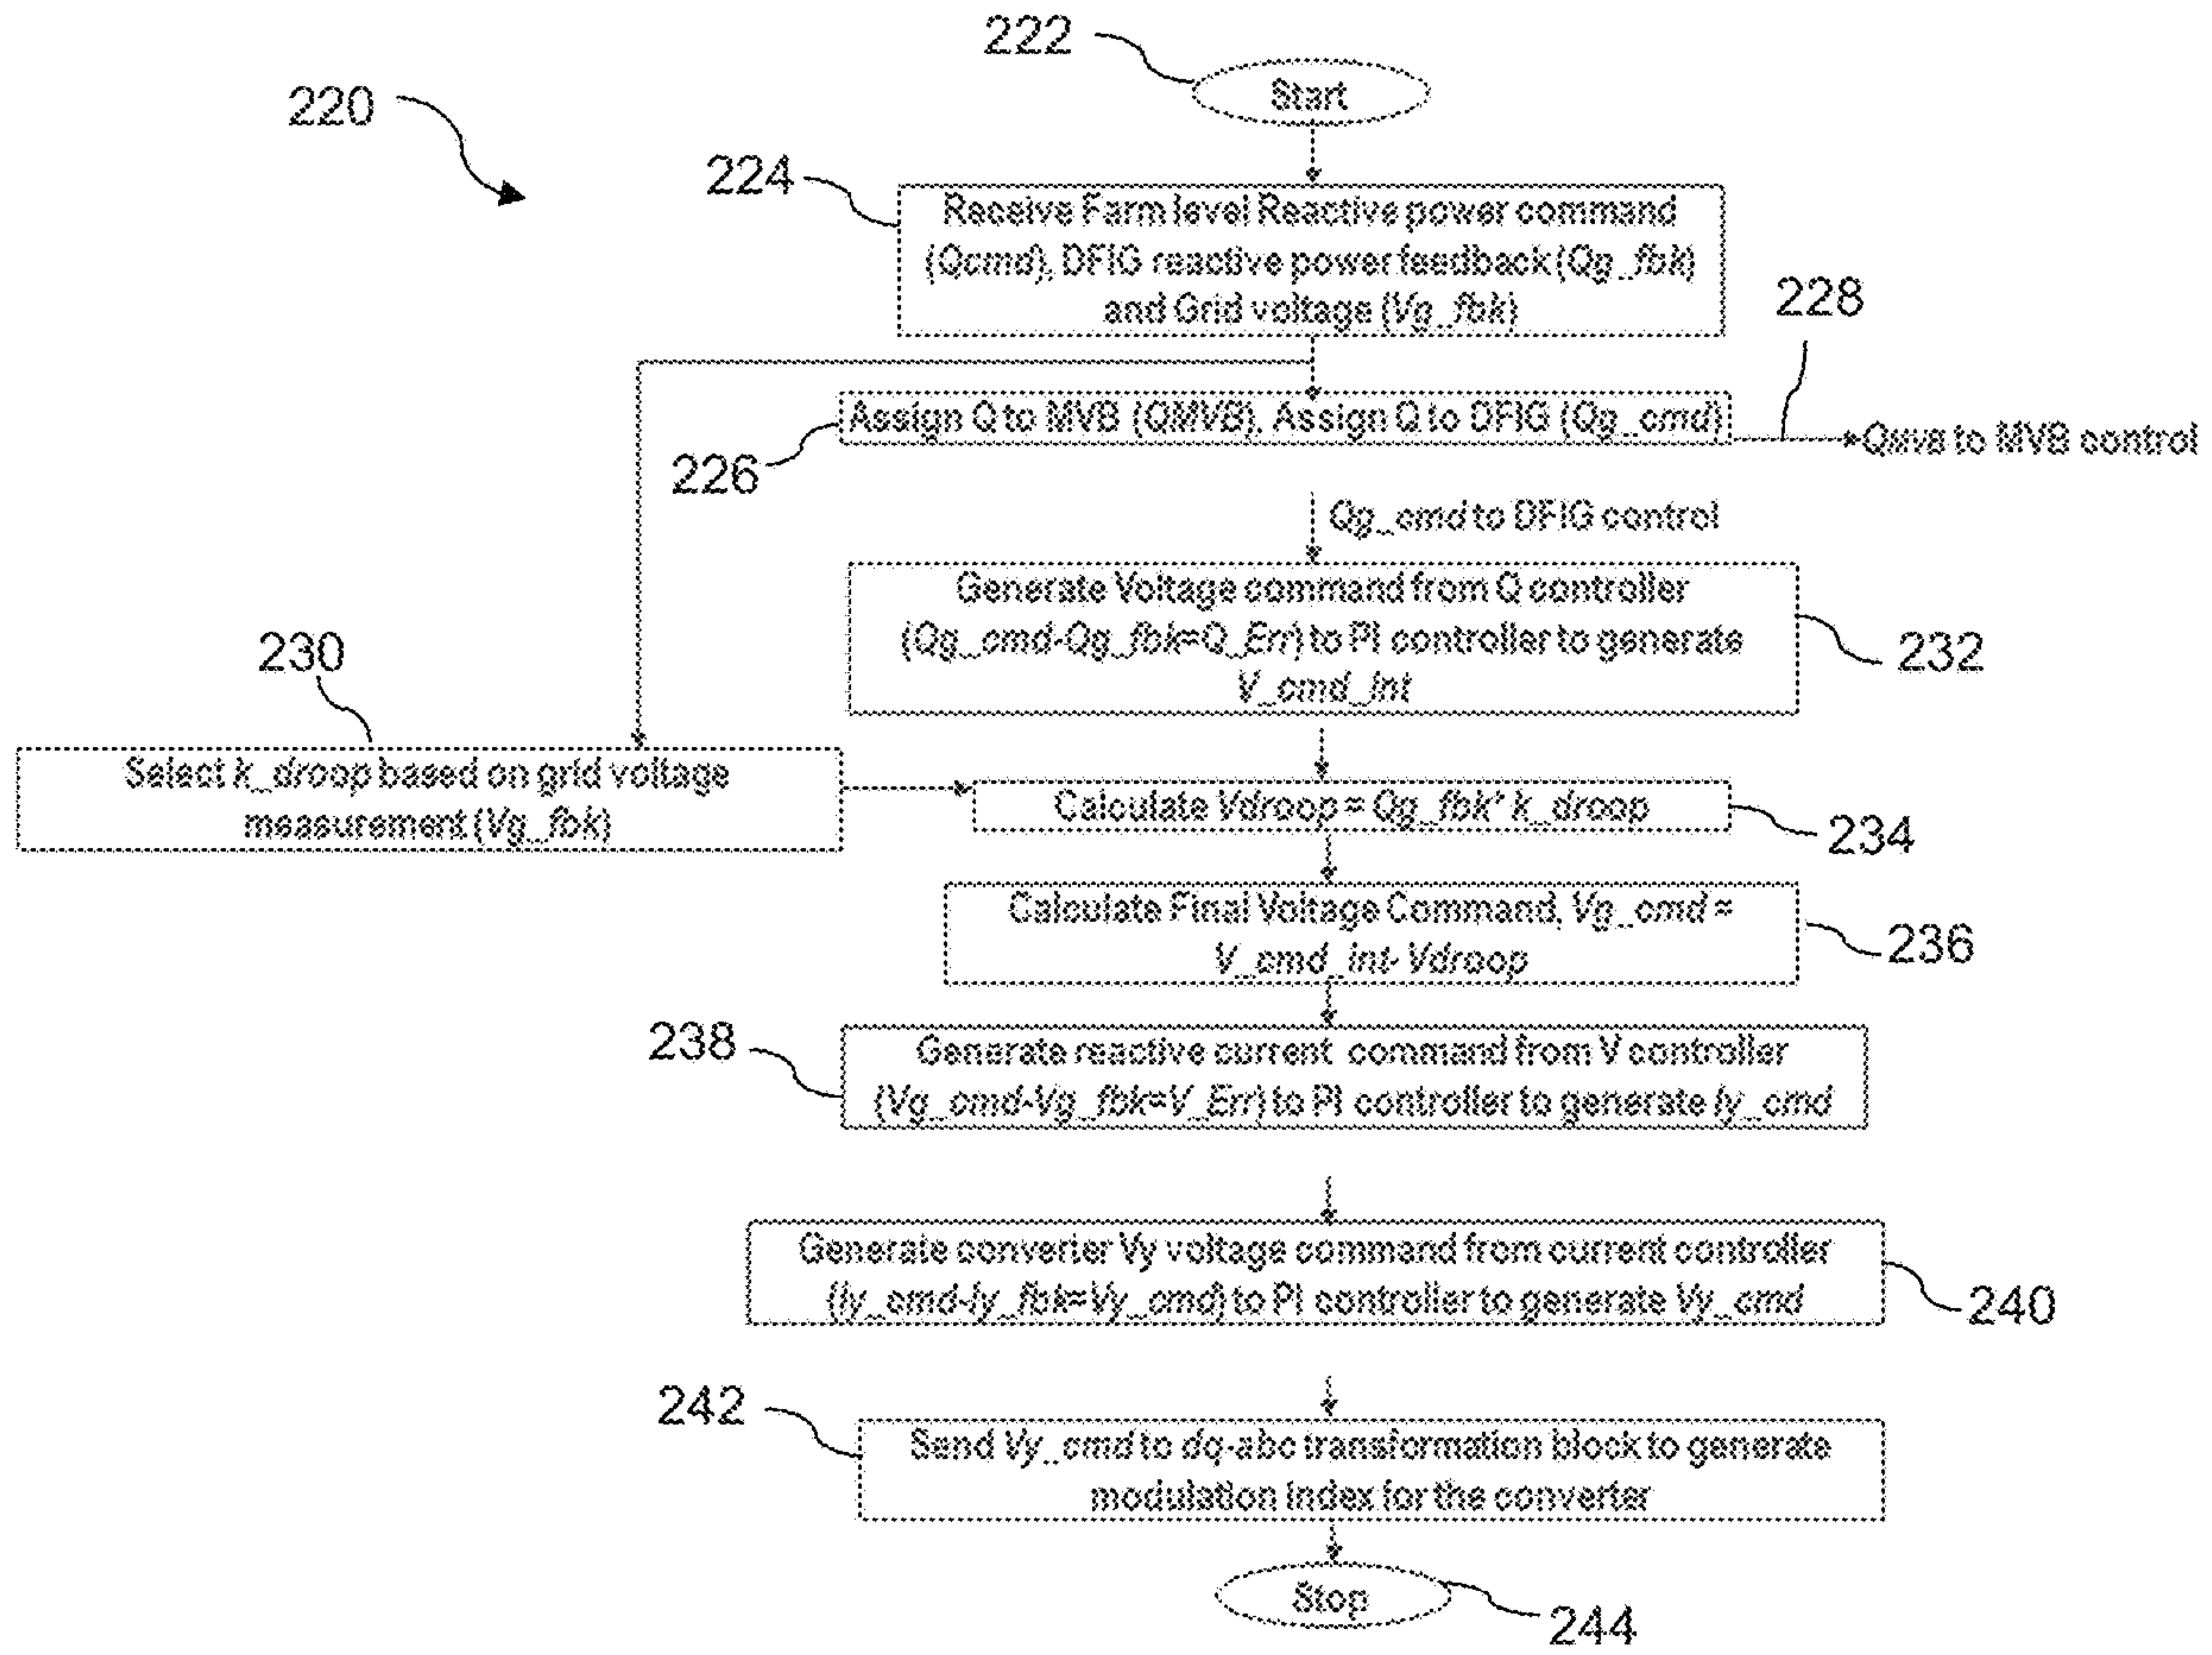 222
Start
220
224
Receive Farm level Reactive power command
(Qcmd), DFIG reactive power feedback (Qg_fbk)
and Grid voltage (Vg_fbk)
228
Assign Q to MVB (QMVB), Assign Q to DFIG (Qg_cmd)
QMVB to MVB control
226
Qg_cmd to DFIG control
Generate Voltage command from Q controller
(Qg_cmd-Qg_fbk=Q_Err) to PI controller to generate
V_cmd_int
232
230
Select k_droop based on grid voltage
measurement (Vg_fbk)
Calculate Vdroop = Qg_fbk* k_droop
234
Calculate Final Voltage Command, Vg_cmd =
V_cmd_int- Vdroop
236
238
Generate reactive current command from V controller
(Vg_cmd-Vg_fbk=V_Err) to PI controller to generate Iy_cmd
Generate converter Vy voltage command from current controller
(Iy_cmd-Iy_fbk=Vy_cmd) to PI controller to generate Vy_cmd
240
242
Send Vy_cmd to dq-abc transformation block to generate
modulation index for the converter
Stop
244